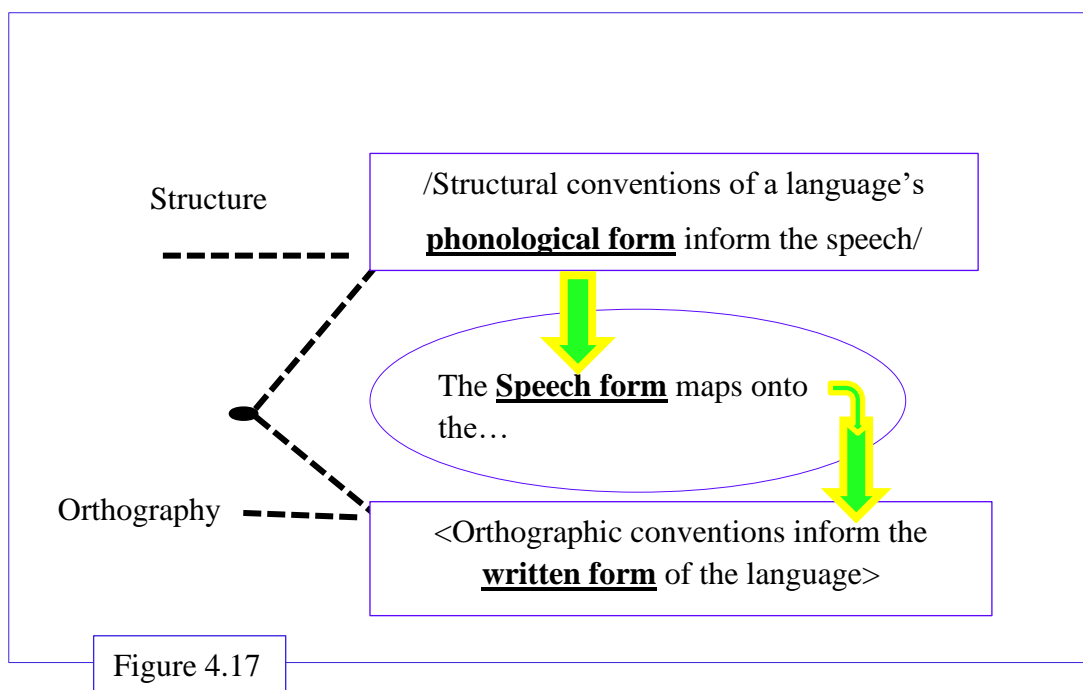 Structure
/Structural conventions of a language’s
phonological form inform the speech/
The Speech form maps onto
the…
Orthography
<Orthographic conventions inform the
written form of the language>
Figure 4.17